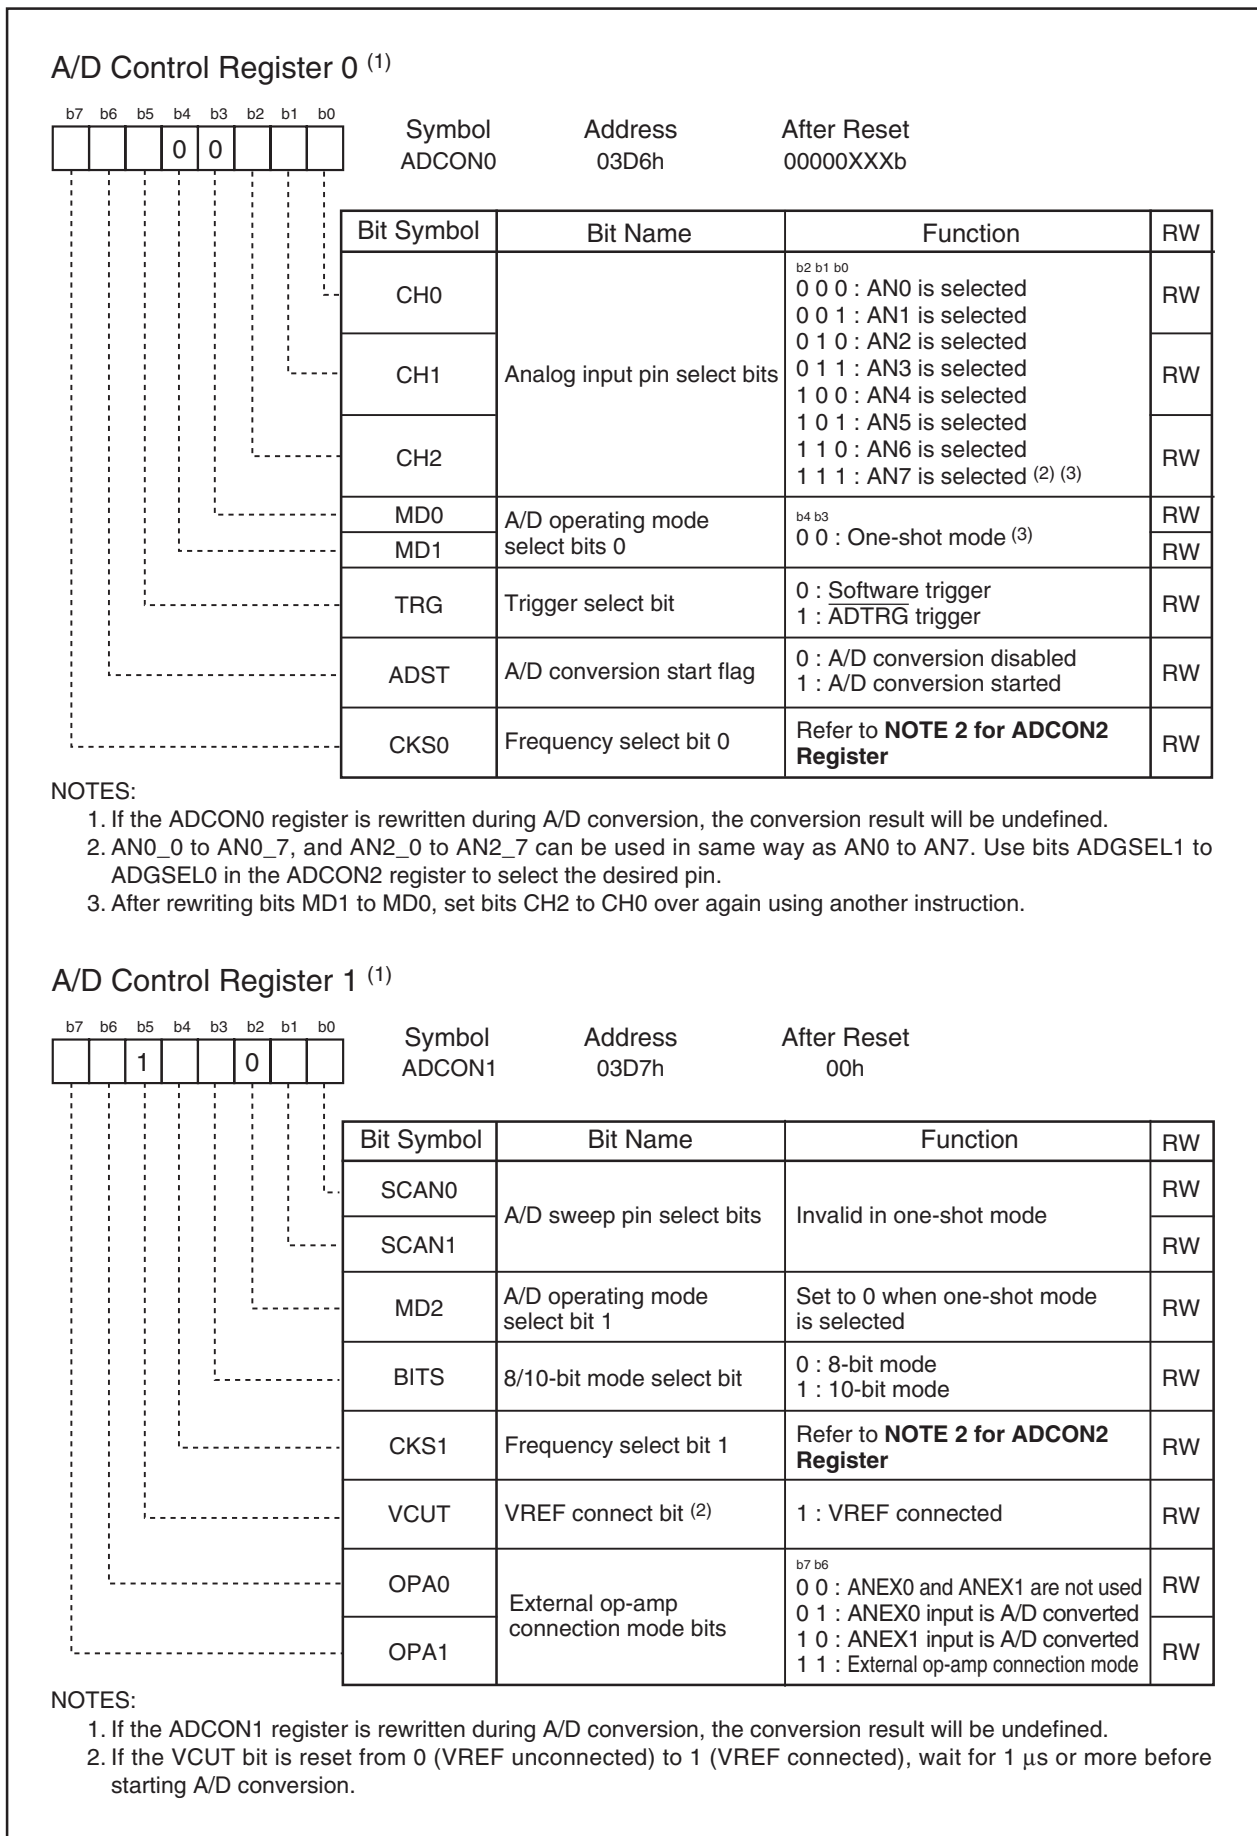 A/D Control Register 0 (1)
b7 b6 b5 b4 b3 b2 b1 b0
0 0
Symbol Address After Reset
ADCON0 03D6h 00000XXXb
Bit Symbol Bit Name Function RW
CH0 Analog input pin select bits RW
CH1 RW
CH2 RW
b2 b1 b0
0 0 0 : AN0 is selected
0 0 1 : AN1 is selected
0 1 0 : AN2 is selected
0 1 1 : AN3 is selected
1 0 0 : AN4 is selected
1 0 1 : AN5 is selected
1 1 0 : AN6 is selected
1 1 1 : AN7 is selected (2) (3)
MD0 A/D operating mode RW
MD1 select bits 0 RW
b4 b3
0 0 : One-shot mode (3)
TRG Trigger select bit RW
0 : Software trigger
1 : ADTRG trigger
ADST A/D conversion start flag RW
0 : A/D conversion disabled
1 : A/D conversion started
CKS0 Frequency select bit 0 RW
Refer to NOTE 2 for ADCON2
Register
NOTES:
1. If the ADCON0 register is rewritten during A/D conversion, the conversion result will be undefined.
2. AN0_0 to AN0_7, and AN2_0 to AN2_7 can be used in same way as AN0 to AN7. Use bits ADGSEL1 to
ADGSEL0 in the ADCON2 register to select the desired pin.
3. After rewriting bits MD1 to MD0, set bits CH2 to CH0 over again using another instruction.
A/D Control Register 1 (1)
b7 b6 b5 b4 b3 b2 b1 b0
1 0
Symbol Address After Reset
ADCON1 03D7h 00h
Bit Symbol Bit Name Function RW
SCAN0 A/D sweep pin select bits Invalid in one-shot mode RW
SCAN1 RW
MD2 A/D operating mode
select bit 1
Set to 0 when one-shot mode
is selected
RW
BITS 8/10-bit mode select bit RW
0 : 8-bit mode
1 : 10-bit mode
CKS1 Frequency select bit 1 RW
Refer to NOTE 2 for ADCON2
Register
VCUT VREF connect bit (2) 1 : VREF connected RW
OPA0 External op-amp RW
OPA1 connection mode bits RW
b7 b6
0 0 : ANEX0 and ANEX1 are not used
0 1 : ANEX0 input is A/D converted
1 0 : ANEX1 input is A/D converted
1 1 : External op-amp connection mode
NOTES:
1. If the ADCON1 register is rewritten during A/D conversion, the conversion result will be undefined.
2. If the VCUT bit is reset from 0 (VREF unconnected) to 1 (VREF connected), wait for 1 µs or more before
starting A/D conversion.